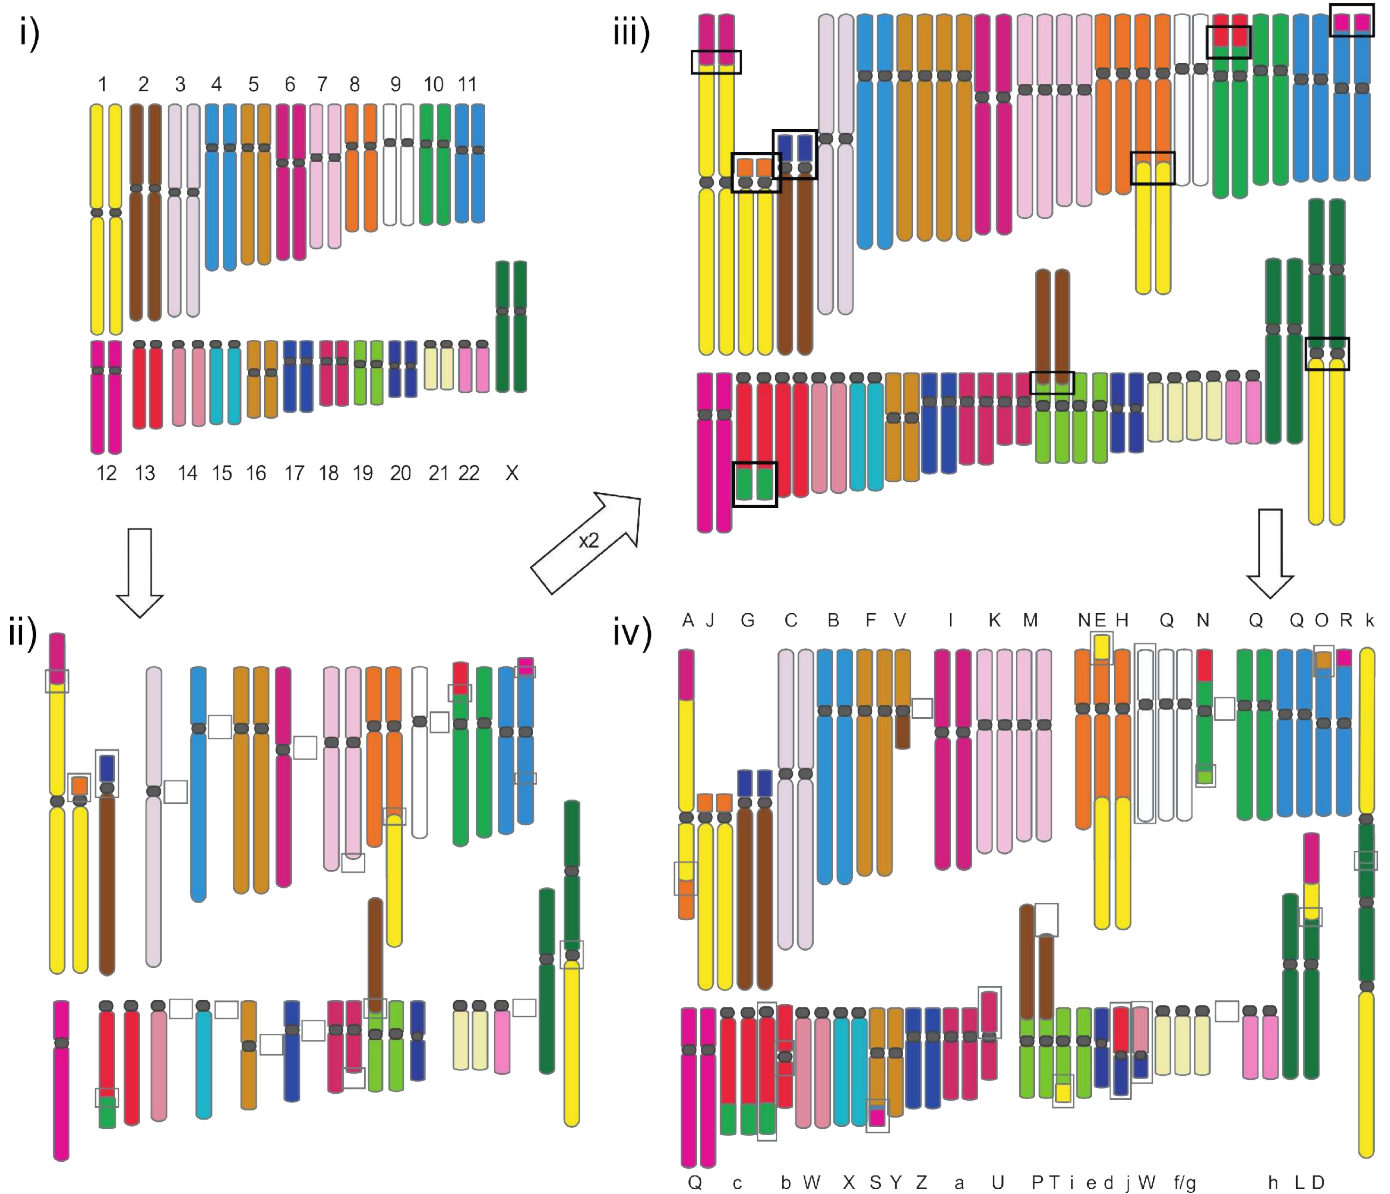 i)
1 2 3 4 5 6 7 8 9 10 11
12 13 14 15 16 17 18 19 20 21 22 X
x2
ii)
iii)
iv)
A J G C B F V I K M N E H Q N Q Q O R k
Q c b W X S Y Z a U P T i e d j W f/g h L D